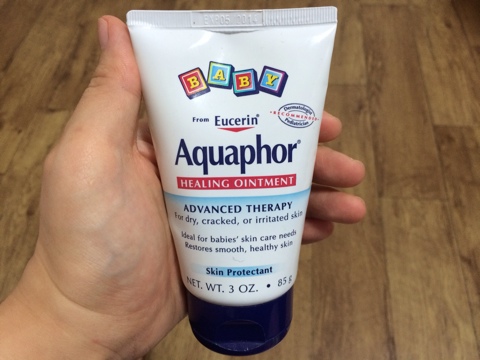 BABY
From Eucerin®
Dermatologist
RECOMMENDED
Pediatrician
Aquaphor®
HEALING OINTMENT
ADVANCED THERAPY
For dry, cracked, or irritated skin
Ideal for babies' skin care needs
Restores smooth, healthy skin
Skin Protectant
NET. WT. 3 OZ. • 85 g